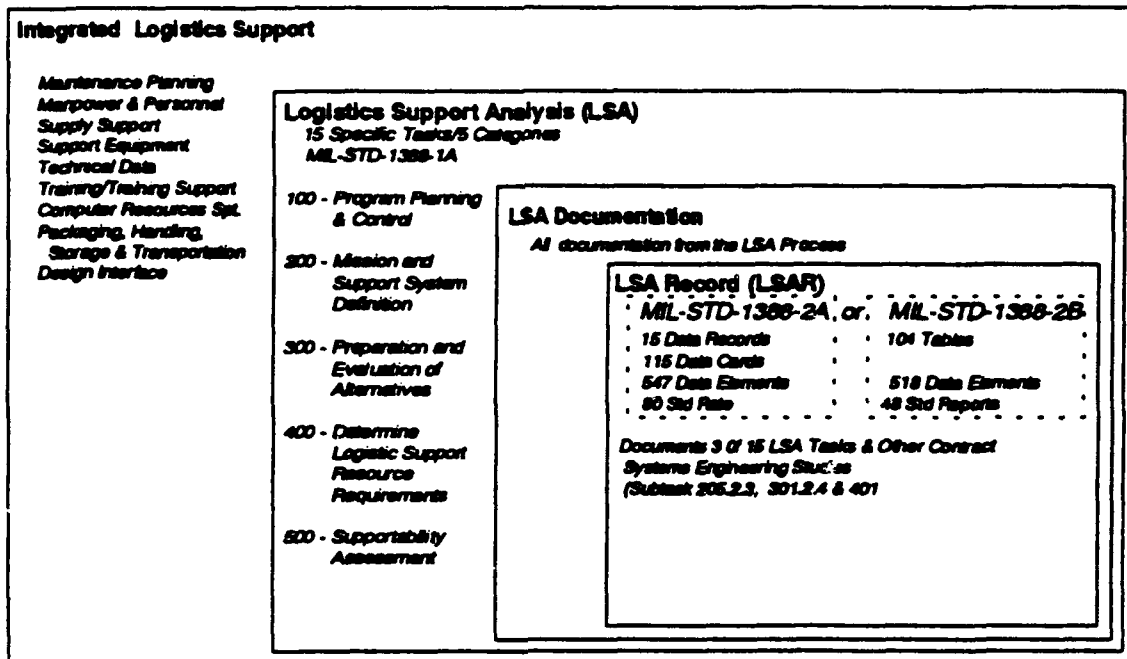 Integrated Logistics Support
Maintenance Planning
Manpower & Personnel
Supply Support
Support Equipment
Technical Data
Training/Training Support
Computer Resources Spt.
Packaging, Handling,
Storage & Transportation
Design Interface
Logistics Support Analysis (LSA)
15 Specific Tasks/5 Categories
MIL-STD-1388-1A
100 - Program Planning
& Control
200 - Mission and
Support System
Definition
300 - Preparation and
Evaluation of
Alternatives
400 - Determine
Logistic Support
Resource
Requirements
500 - Supportability
Assessment
LSA Documentation
All documentation from the LSA Process
LSA Record (LSAR)
MIL-STD-1388-2A or MIL-STD-1388-2B
15 Data Records 104 Tables
115 Data Cards
547 Data Elements 518 Data Elements
80 Std Rate 48 Std Reports
Documents 3 0f 15 LSA Tasks & Other Contract
Systems Engineering Studies
(Subtask 205.2.3, 301.2.4 & 401